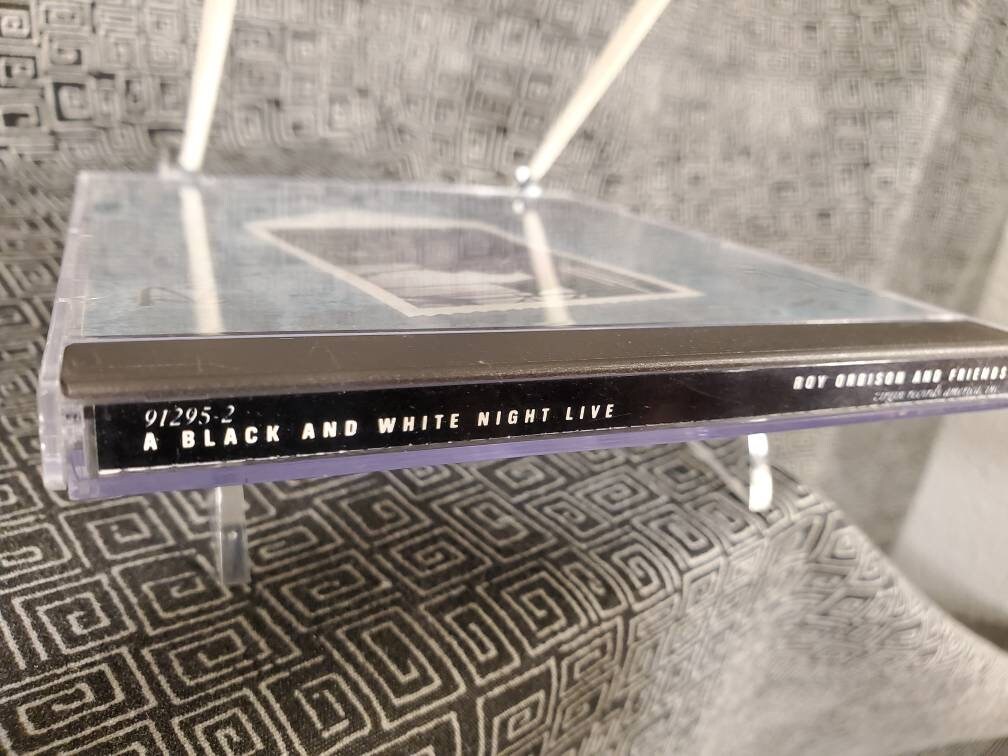 91295-2
A BLACK AND WHITE NIGHT LIVE
ROY ORBISON AND FRIENDS
virgin records america, inc.